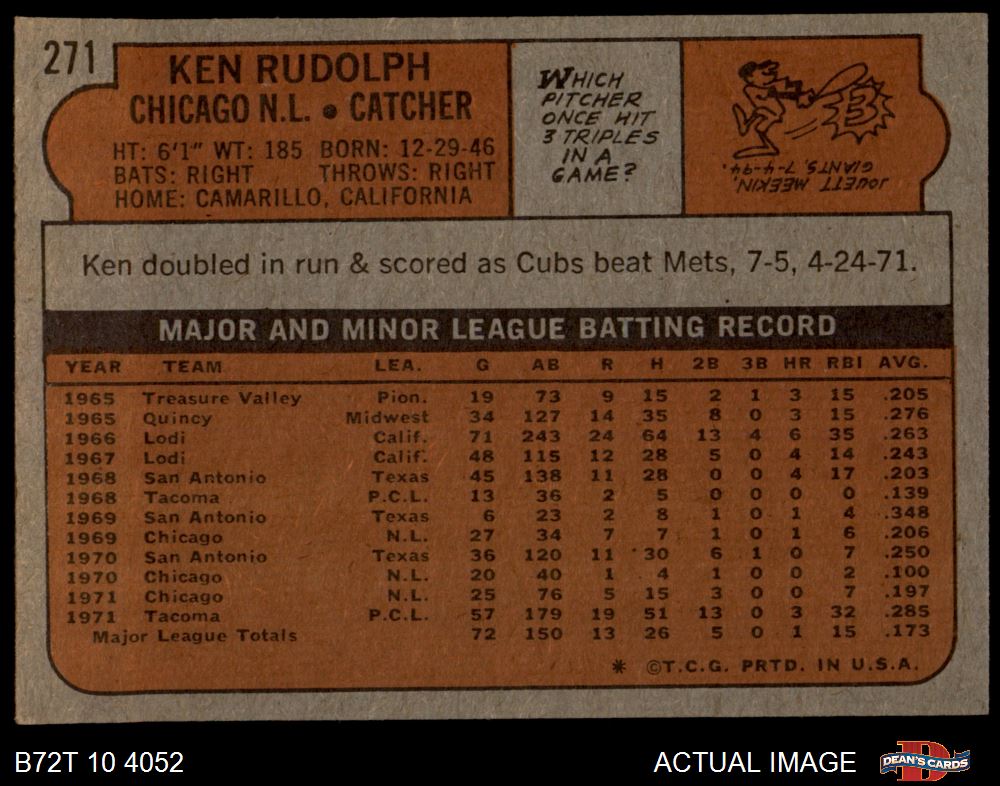 271
KEN RUDOLPH
CHICAGO N.L. • CATCHER
HT: 6'1" WT: 185 BORN: 12-29-46
BATS: RIGHT THROWS: RIGHT
HOME: CAMARILLO, CALIFORNIA
WHICH
PITCHER
ONCE HIT
3 TRIPLES
IN A
GAME?
B
JOUETT MEEKIN,
GIANTS, 7-4-94.
Ken doubled in run & scored as Cubs beat Mets, 7-5, 4-24-71.
MAJOR AND MINOR LEAGUE BATTING RECORD
YEAR TEAM LEA. G AB R H 2B 3B HR RBI AVG.
1965 Treasure Valley Pion. 19 73 9 15 2 1 3 15 .205
1965 Quincy Midwest 34 127 14 35 8 0 3 15 .276
1966 Lodi Calif. 71 243 24 64 13 4 6 35 .263
1967 Lodi Calif. 48 115 12 28 5 0 4 14 .243
1968 San Antonio Texas 45 138 11 28 0 0 4 17 .203
1968 Tacoma P.C.L. 13 36 2 5 0 0 0 0 .139
1969 San Antonio Texas 6 23 2 8 1 0 1 4 .348
1969 Chicago N.L. 27 34 7 7 1 0 1 6 .206
1970 San Antonio Texas 36 120 11 30 6 1 0 7 .250
1970 Chicago N.L. 20 40 1 4 1 0 0 2 .100
1971 Chicago N.L. 25 76 5 15 3 0 0 7 .197
1971 Tacoma P.C.L. 57 179 19 51 13 0 3 32 .285
Major League Totals 72 150 13 26 5 0 1 15 .173
* ©T.C.G. PRTD. IN U.S.A.
B72T 10 4052
ACTUAL IMAGE
D
DEAN'S CARDS